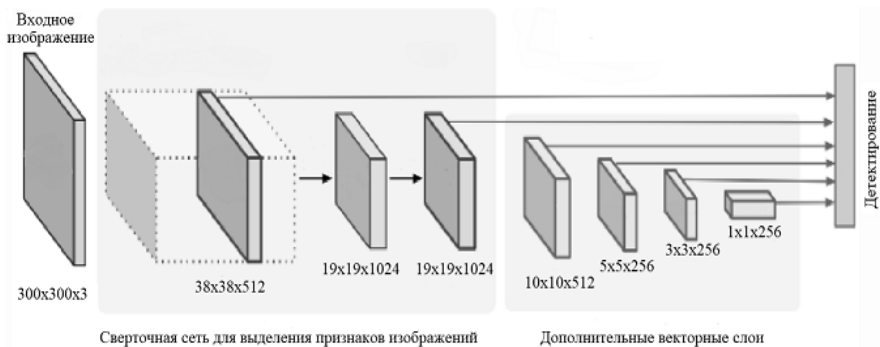 Входное
изображение
300x300x3
38x38x512
19x19x1024
19x19x1024
10x10x512
5x5x256
3x3x256
1x1x256
Детектирование
Сверточная сеть для выделения признаков изображений
Дополнительные векторные слои